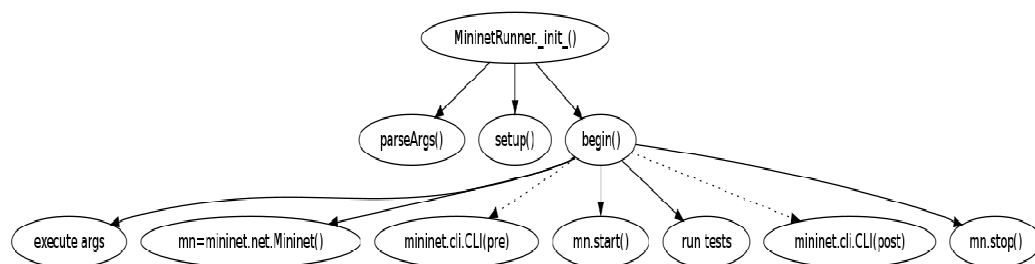 MininetRunner._init_()
parseArgs()
setup()
begin()
execute args
mn=mininet.net.Mininet()
mininet.cli.CLI(pre)
mn.start()
run tests
mininet.cli.CLI(post)
mn.stop()